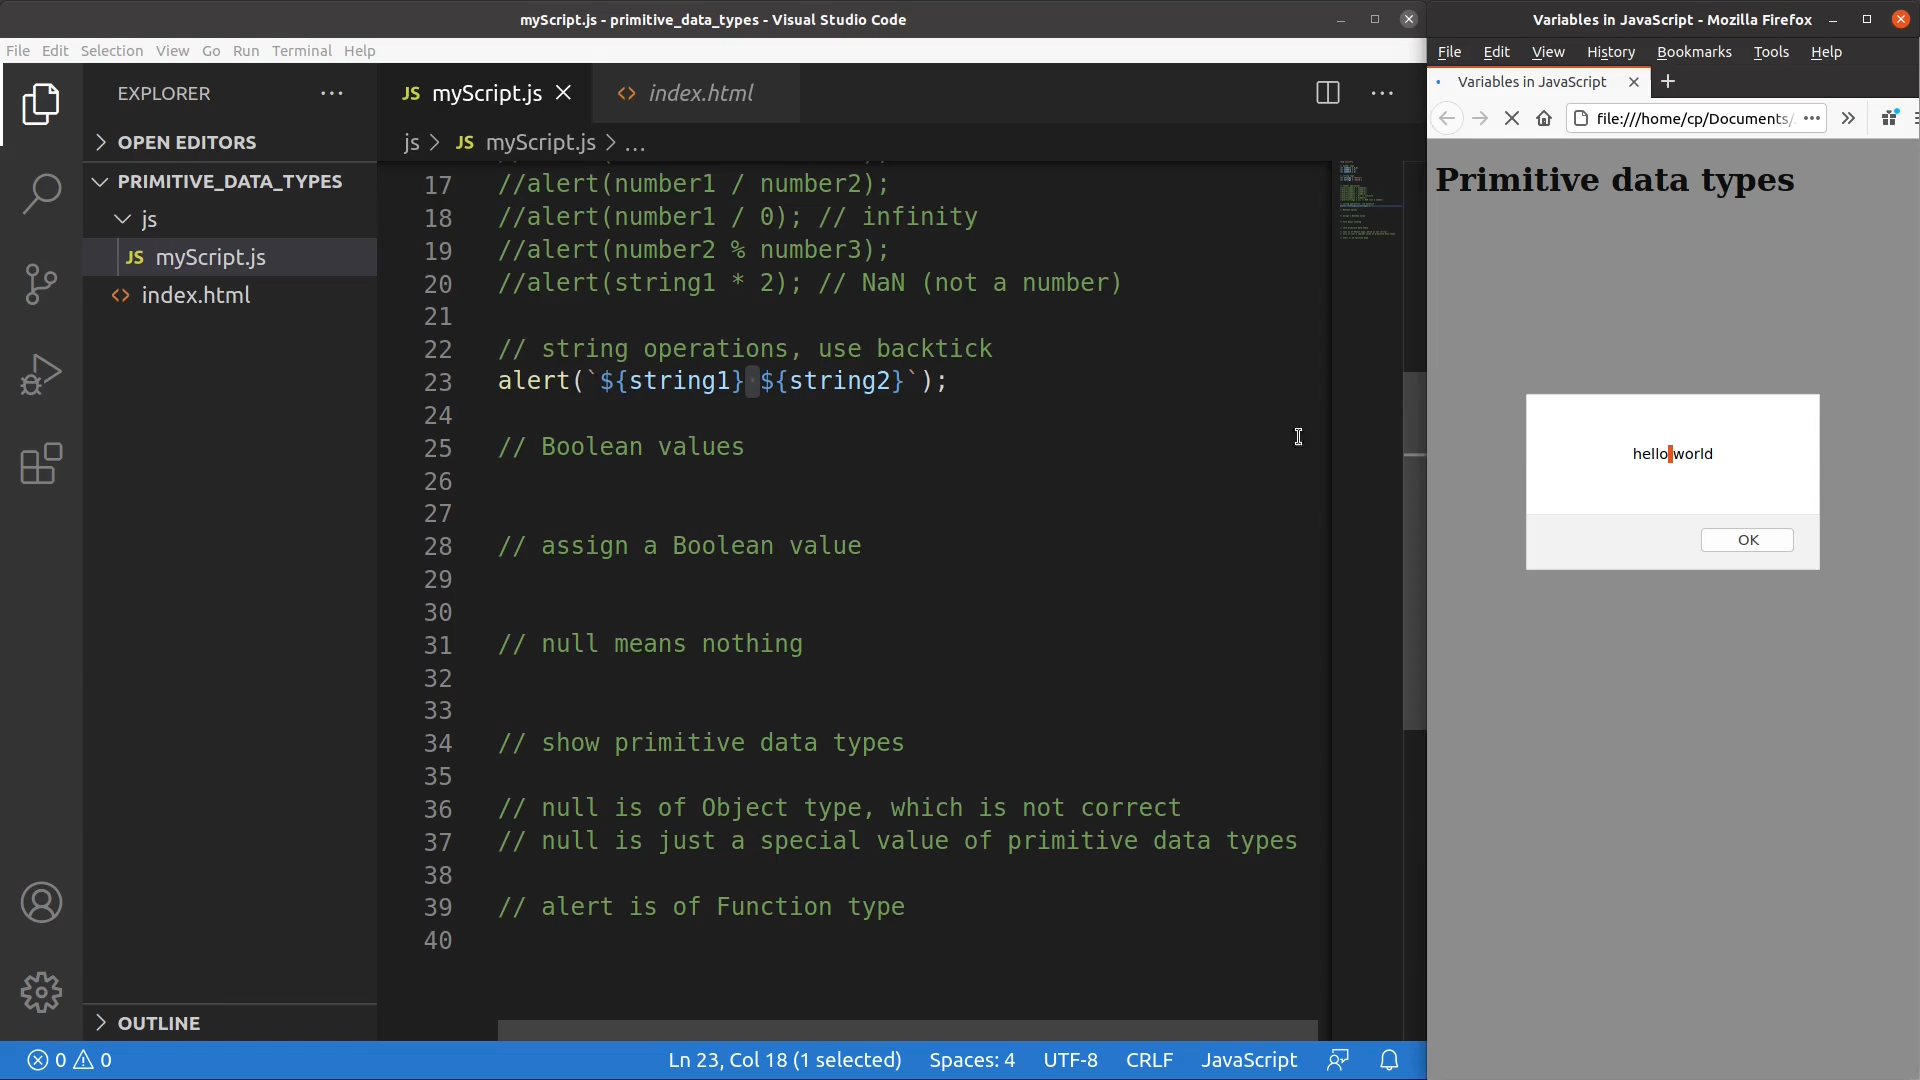 myScript.js - primitive_data_types - Visual Studio Code
File Edit Selection View Go Run Terminal Help
EXPLORER
OPEN EDITORS
PRIMITIVE_DATA_TYPES
js
JS myScript.js
<> index.html
OUTLINE
JS myScript.js
<> index.html
js > JS myScript.js > ...
17 //alert(number1 / number2);
18 //alert(number1 / 0); // infinity
19 //alert(number2 % number3);
20 //alert(string1 * 2); // NaN (not a number)
21
22 // string operations, use backtick
23 alert(`${string1} ${string2}`);
24
25 // Boolean values
26
27
28 // assign a Boolean value
29
30
31 // null means nothing
32
33
34 // show primitive data types
35
36 // null is of Object type, which is not correct
37 // null is just a special value of primitive data types
38
39 // alert is of Function type
40
0 0
Ln 23, Col 18 (1 selected) Spaces: 4 UTF-8 CRLF JavaScript
Variables in JavaScript - Mozilla Firefox
File Edit View History Bookmarks Tools Help
Variables in JavaScript
file:///home/cp/Documents/
Primitive data types
hello world
OK